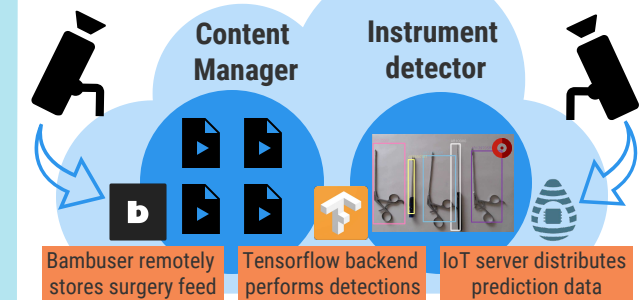 Content
Manager
Instrument
detector
b
Bambuser remotely
stores surgery feed
Tensorflow backend
performs detections
IoT server distributes
prediction data